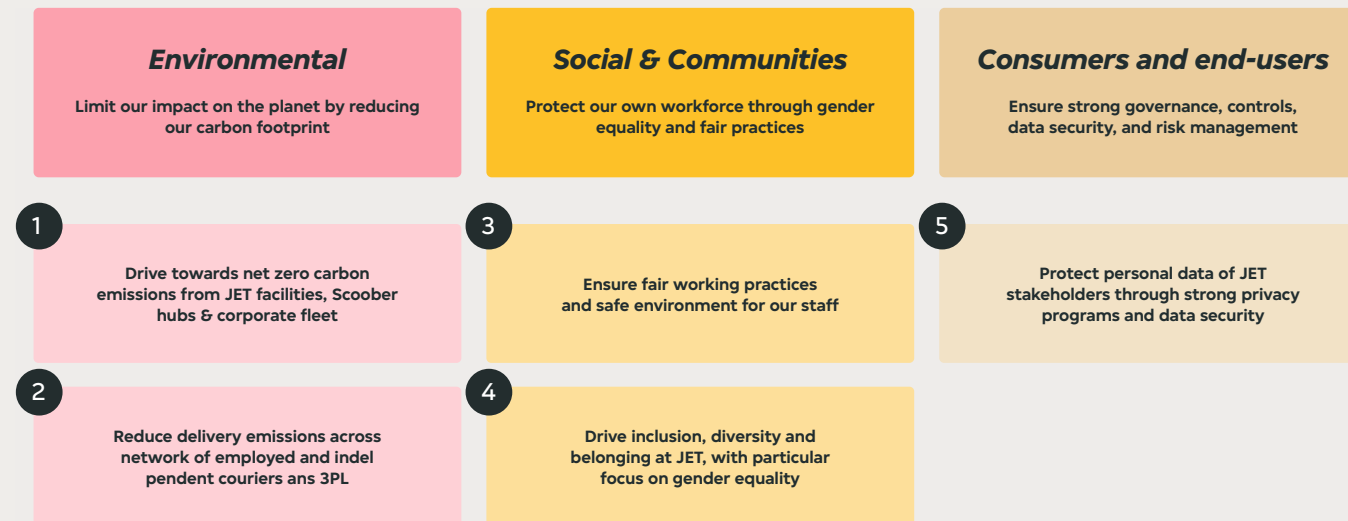 Environmental
Limit our impact on the planet by reducing
our carbon footprint
Social & Communities
Protect our own workforce through gender
equality and fair practices
Consumers and end-users
Ensure strong governance, controls,
data security, and risk management
1
Drive towards net zero carbon
emissions from JET facilities, Scoober
hubs & corporate fleet
3
Ensure fair working practices
and safe environment for our staff
5
Protect personal data of JET
stakeholders through strong privacy
programs and data security
2
Reduce delivery emissions across
network of employed and indel
pendent couriers ans 3PL
4
Drive inclusion, diversity and
belonging at JET, with particular
focus on gender equality